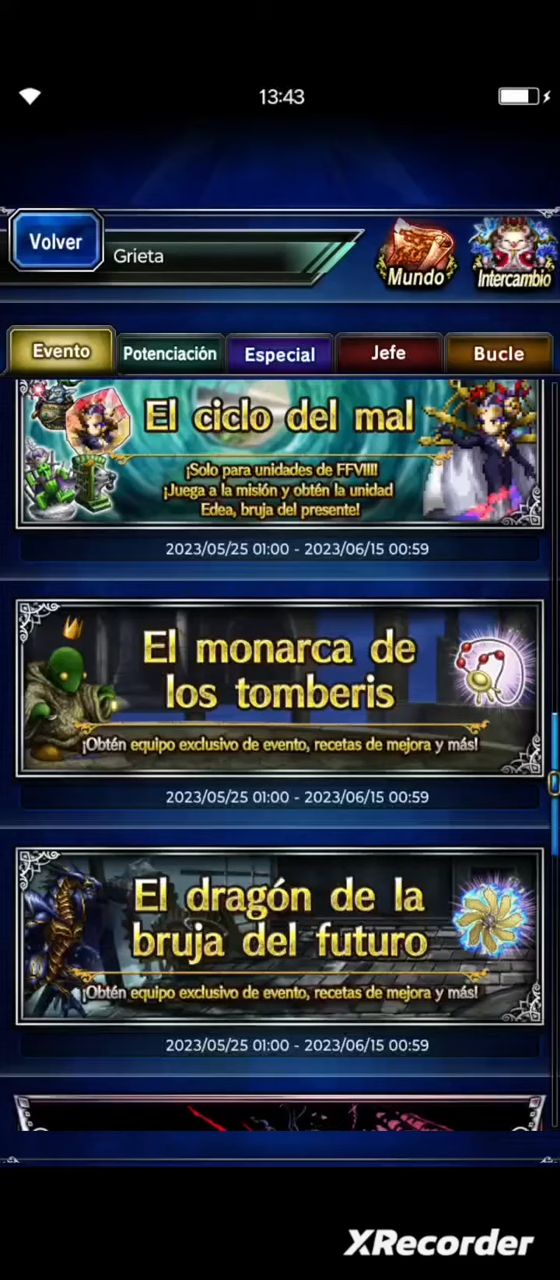 13:43
Volver
Grieta
Mundo
Intercambio
Evento
Potenciación
Especial
Jefe
Bucle
El ciclo del mal
¡Solo para unidades de FFVIII!
¡Juega a la misión y obtén la unidad
Edea, bruja del presente!
2023/05/25 01:00 - 2023/06/15 00:59
El monarca de
los tomberis
¡Obtén equipo exclusivo de evento, recetas de mejora y más!
2023/05/25 01:00 - 2023/06/15 00:59
El dragón de la
bruja del futuro
¡Obtén equipo exclusivo de evento, recetas de mejora y más!
2023/05/25 01:00 - 2023/06/15 00:59
XRecorder